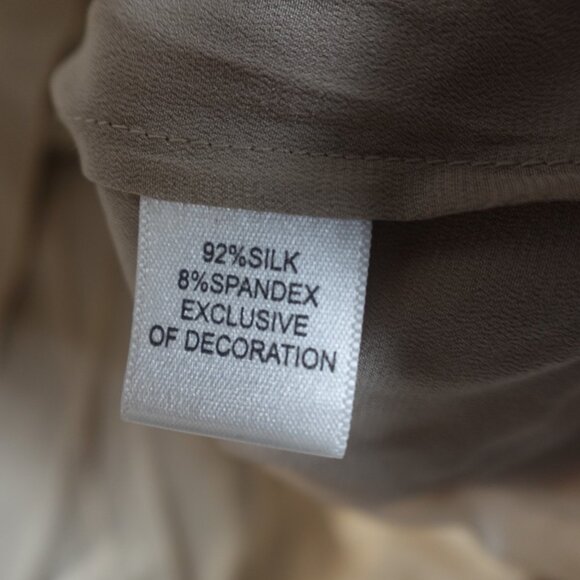 92%SILK
8%SPANDEX
EXCLUSIVE
OF DECORATION